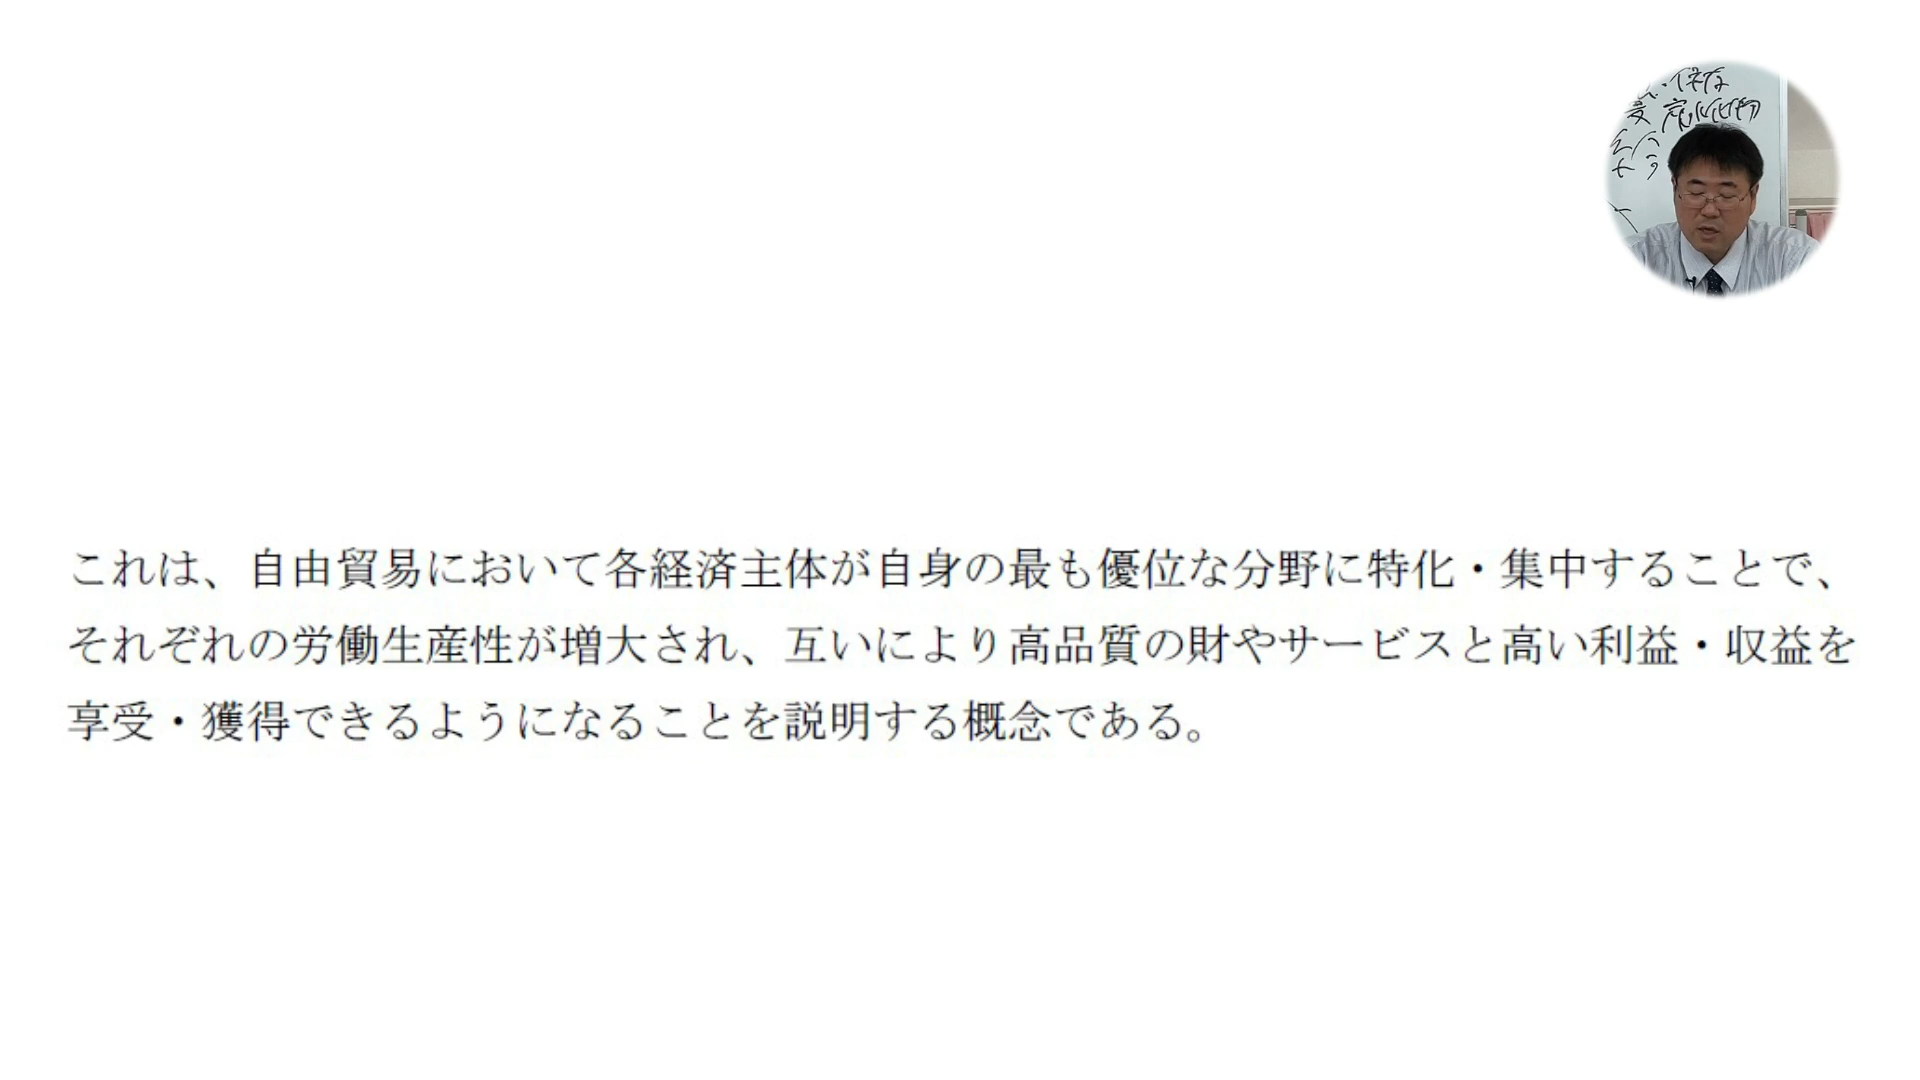 これは、自由貿易において各経済主体が自身の最も優位な分野に特化・集中することで、
それぞれの労働生産性が増大され、互いにより高品質の財やサービスと高い利益・収益を
享受・獲得できるようになることを説明する概念である。